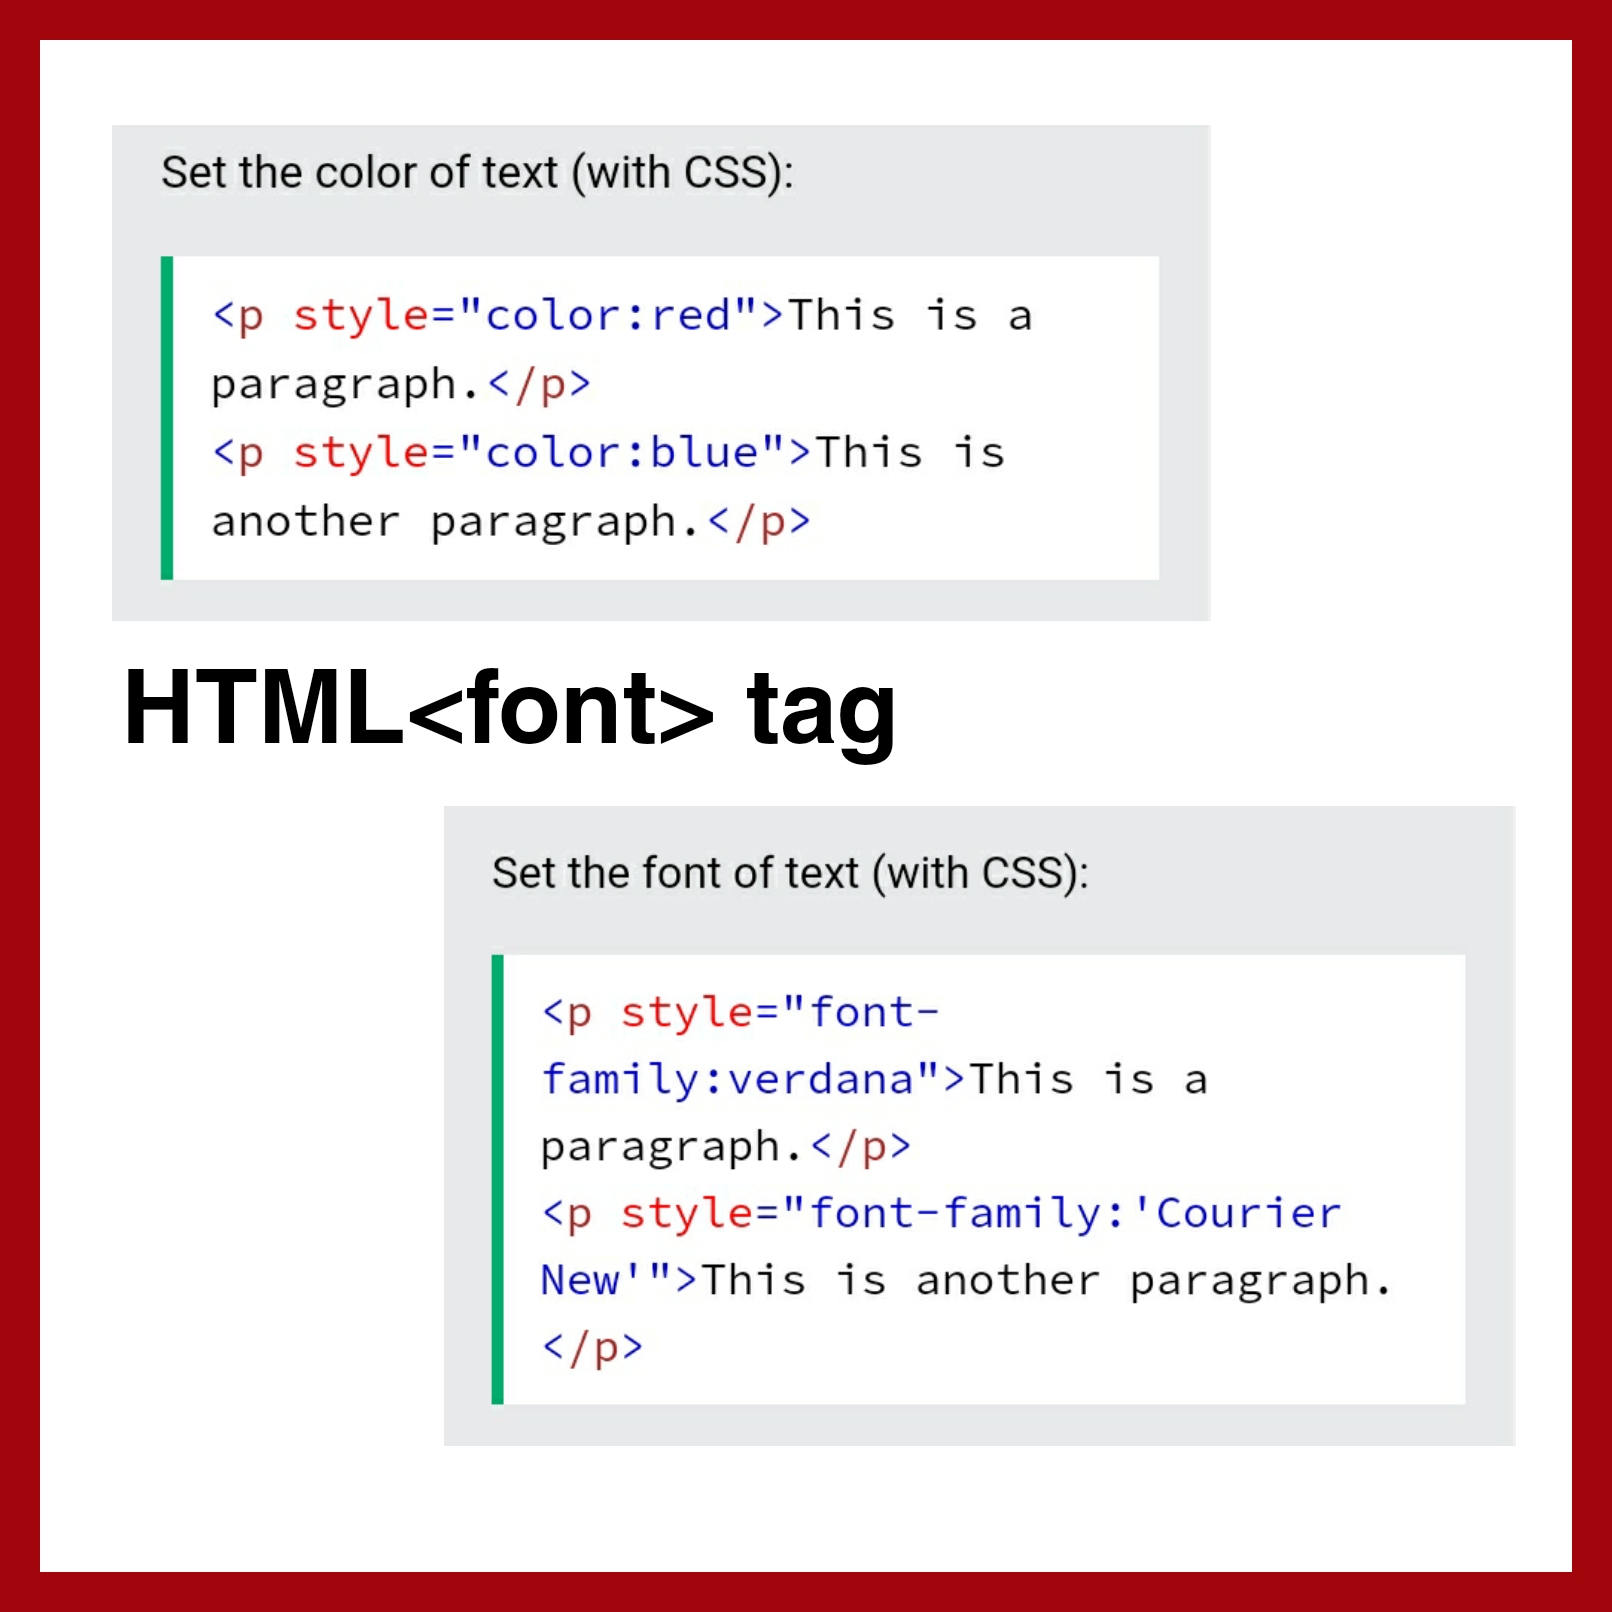 Set the color of text (with CSS):
<p style="color:red">This is a
paragraph.</p>
<p style="color:blue">This is
another paragraph.</p>
HTML<font> tag
Set the font of text (with CSS):
<p style="font-
family:verdana">This is a
paragraph.</p>
<p style="font-family:'Courier
New'">This is another paragraph.
</p>